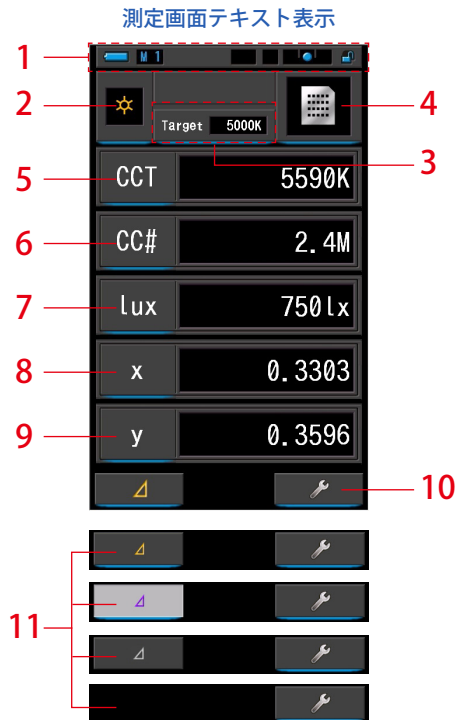 測定画面テキスト表示
1
M 1
2
4
Target 5000K
3
5 CCT 5590K
6 CC# 2.4M
7 lux 750lx
8 x 0.3303
9 y 0.3596
10
11